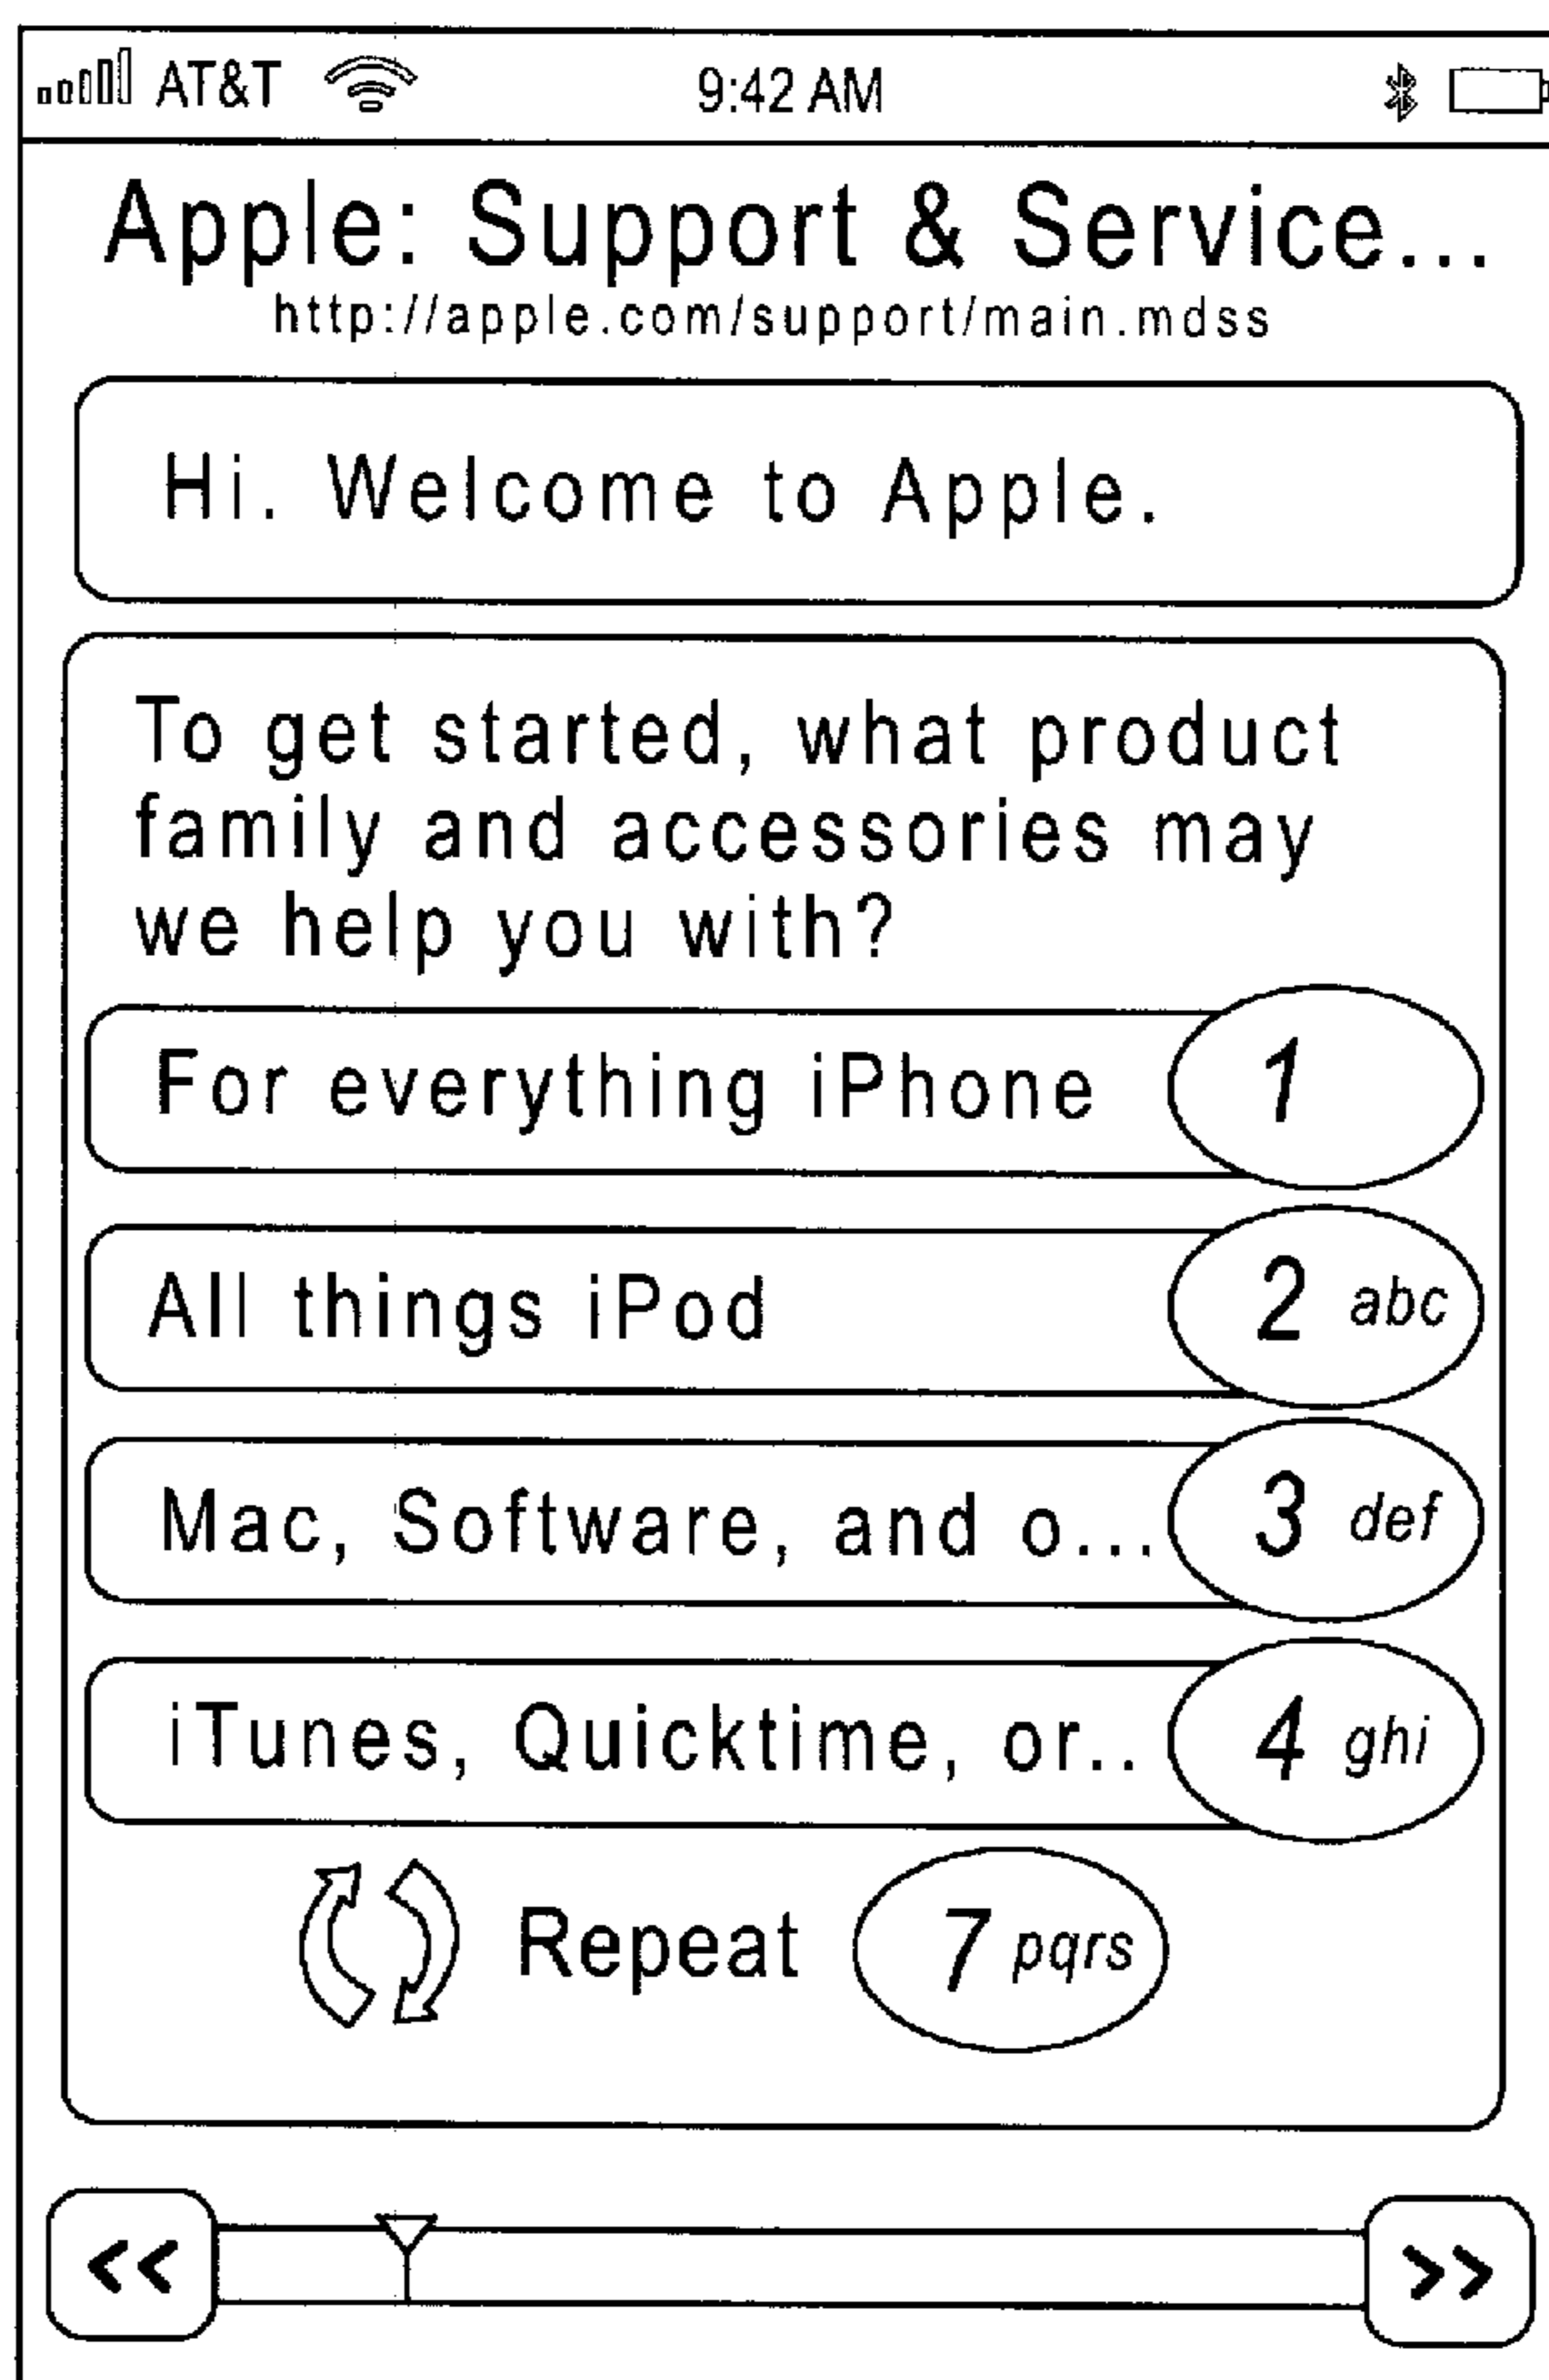 AT&T 9:42 AM
Apple: Support & Service...
http://apple.com/support/main.mdss
Hi. Welcome to Apple.
To get started, what product
family and accessories may
we help you with?
For everything iPhone 1
All things iPod 2 abc
Mac, Software, and o... 3 def
iTunes, Quicktime, or.. 4 ghi
Repeat 7 pqrs
<< >>